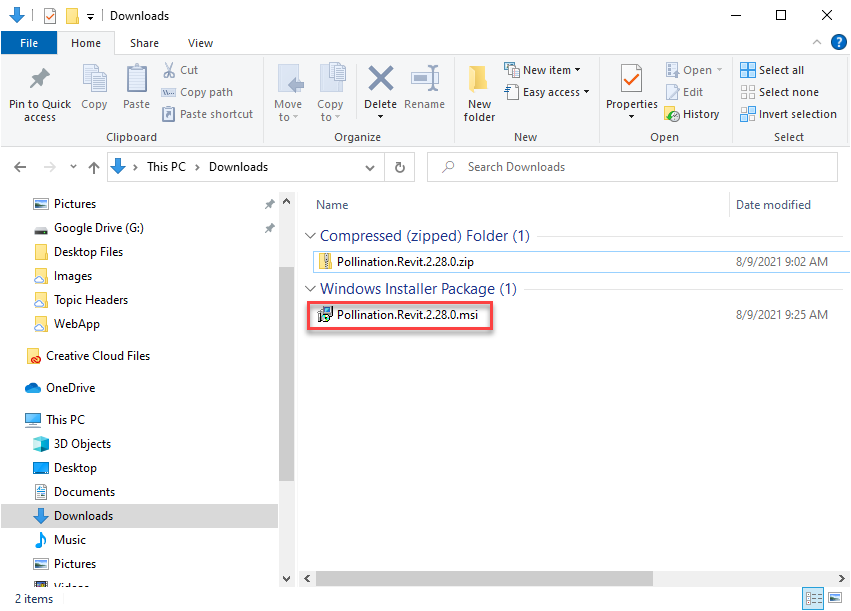 Downloads
File Home Share View
Pin to Quick access
Copy
Paste
Cut
Copy path
Paste shortcut
Clipboard
Move to
Copy to
Delete
Rename
Organize
New folder
New item
Easy access
New
Properties
Open
Edit
History
Open
Select all
Select none
Invert selection
Select
This PC > Downloads
Search Downloads
Pictures
Google Drive (G:)
Desktop Files
Images
Topic Headers
WebApp
Creative Cloud Files
OneDrive
This PC
3D Objects
Desktop
Documents
Downloads
Music
Pictures
Videos
Name Date modified
Compressed (zipped) Folder (1)
Pollination.Revit.2.28.0.zip 8/9/2021 9:02 AM
Windows Installer Package (1)
Pollination.Revit.2.28.0.msi 8/9/2021 9:25 AM
2 items